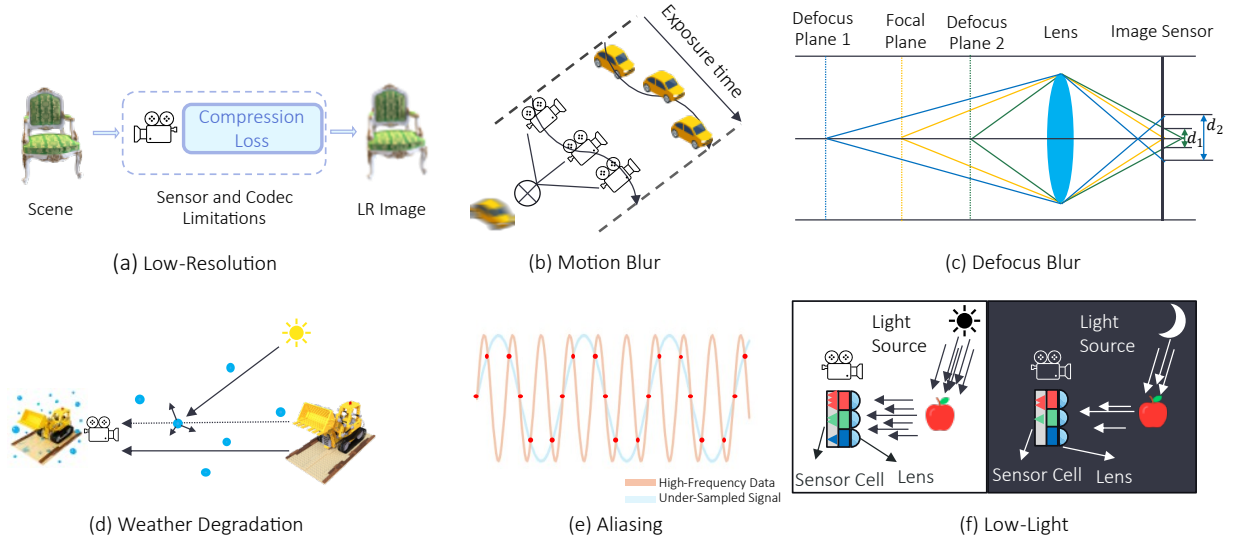 Scene
Compression
Loss
Sensor and Codec
Limitations
LR Image
(a) Low-Resolution
Exposure time
(b) Motion Blur
Defocus
Plane 1
Focal
Plane
Defocus
Plane 2
Lens
Image Sensor
d1
d2
(c) Defocus Blur
(d) Weather Degradation
High-Frequency Data
Under-Sampled Signal
(e) Aliasing
Light
Source
Sensor Cell
Lens
Light
Source
Sensor Cell
Lens
(f) Low-Light